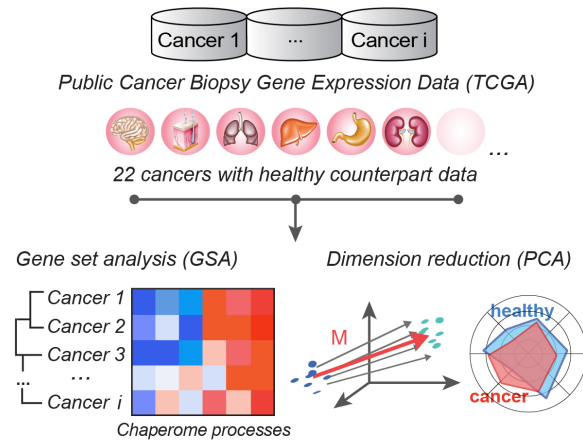 Cancer 1
...
Cancer i
Public Cancer Biopsy Gene Expression Data (TCGA)
...
22 cancers with healthy counterpart data
Gene set analysis (GSA)
Cancer 1
Cancer 2
Cancer 3
... ...
Cancer i
Chaperome processes
Dimension reduction (PCA)
M
healthy
cancer